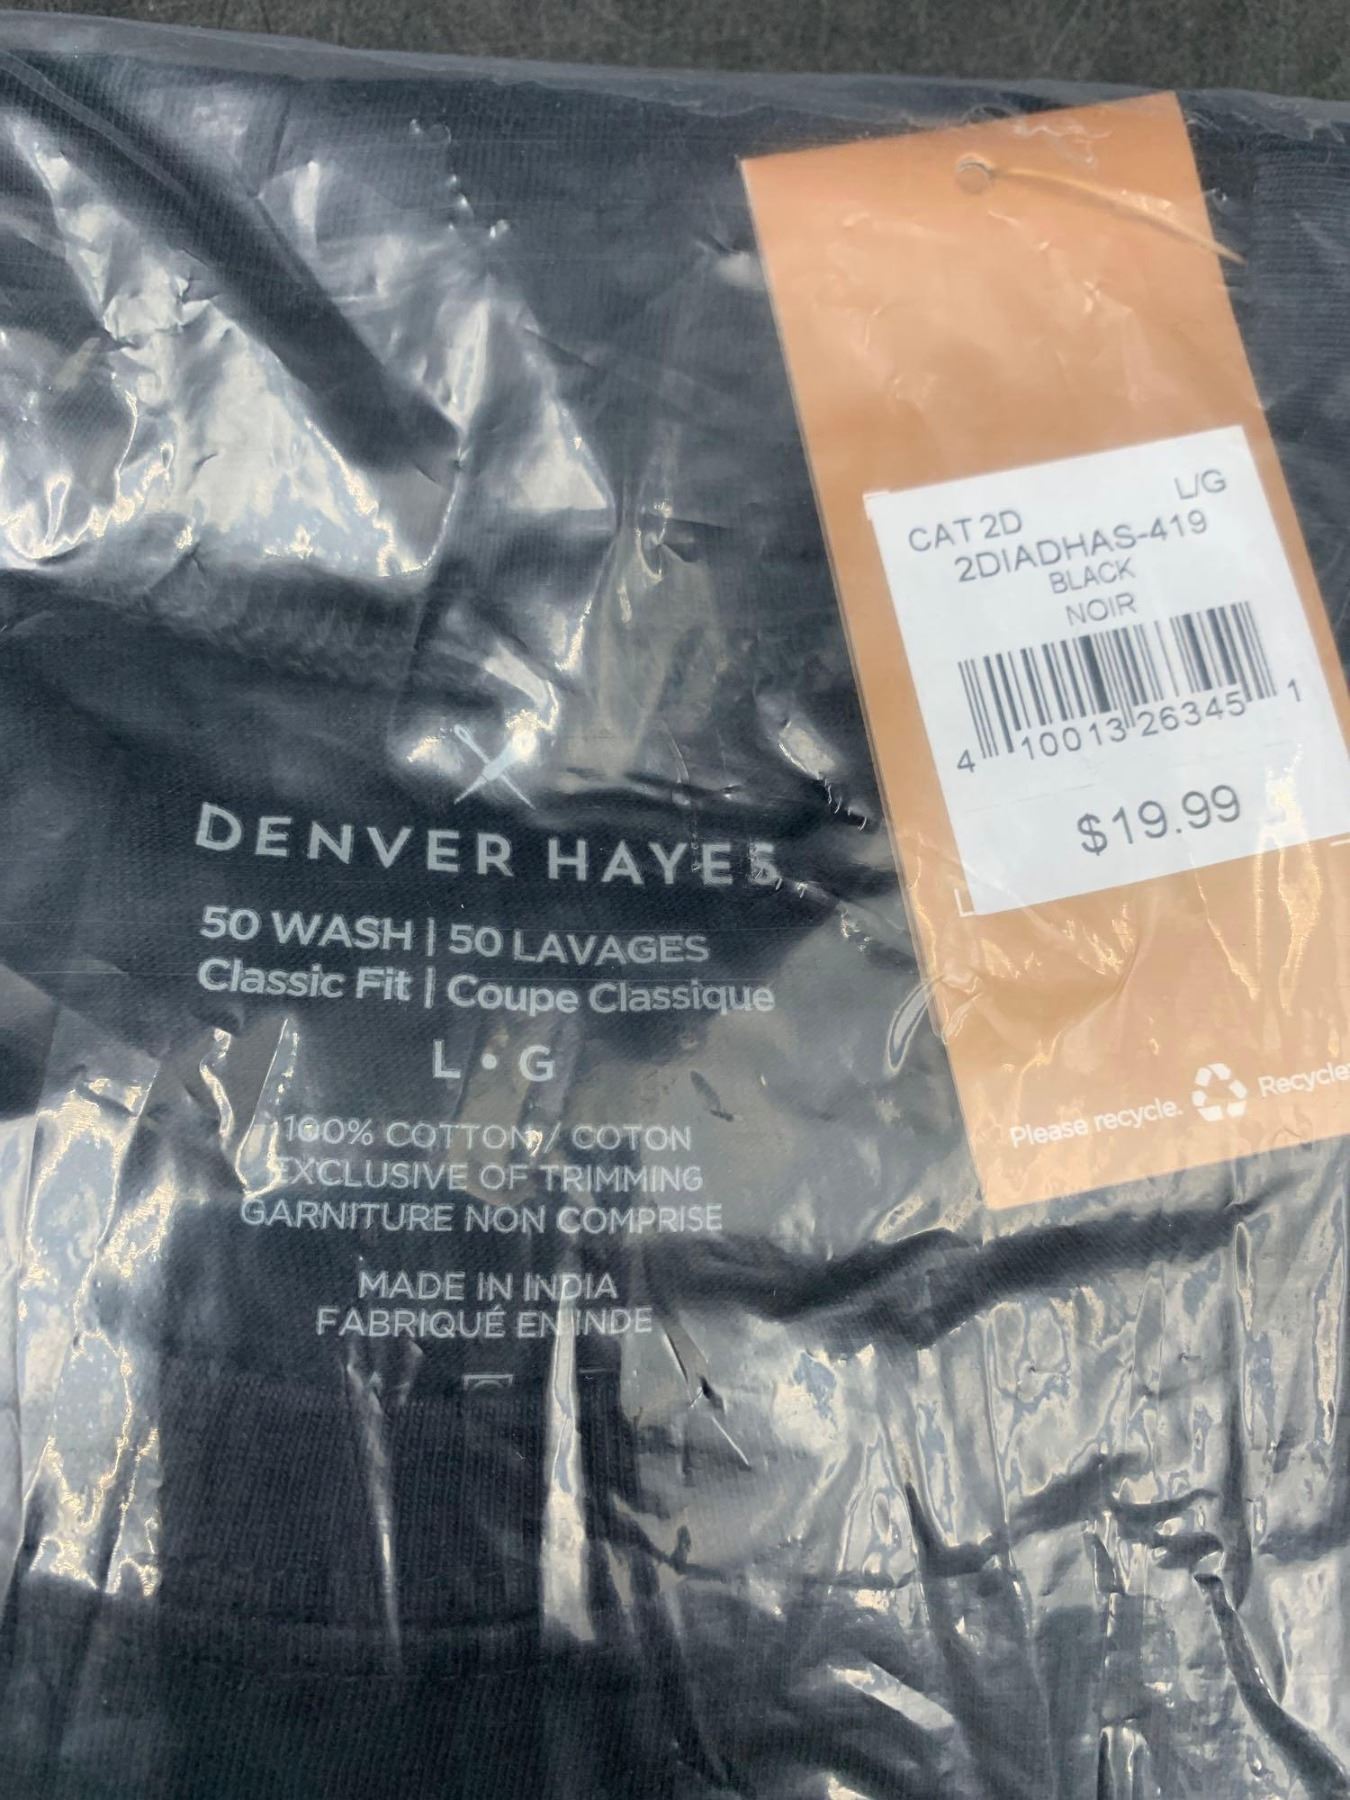 L/G
CAT 2D
2DIADHAS-419
BLACK
NOIR
4 10013 26345 1
$19.99
L
Please recycle. Recycle
DENVER HAYES
50 WASH | 50 LAVAGES
Classic Fit | Coupe Classique
L • G
100% COTTON / COTON
EXCLUSIVE OF TRIMMING
GARNITURE NON COMPRISE
MADE IN INDIA
FABRIQUÉ EN INDE